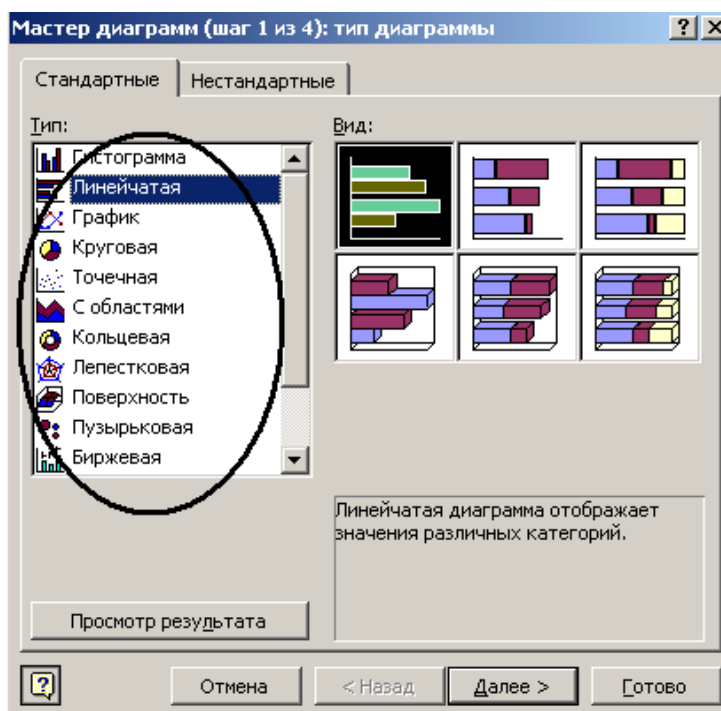 Мастер диаграмм (шаг 1 из 4): тип диаграммы
Стандартные Нестандартные
Тип:
Гистограмма
Линейчатая
График
Круговая
Точечная
С областями
Кольцевая
Лепестковая
Поверхность
Пузырьковая
Биржевая
Вид:
Линейчатая диаграмма отображает
значения различных категорий.
Просмотр результата
Отмена < Назад Далее > Готово